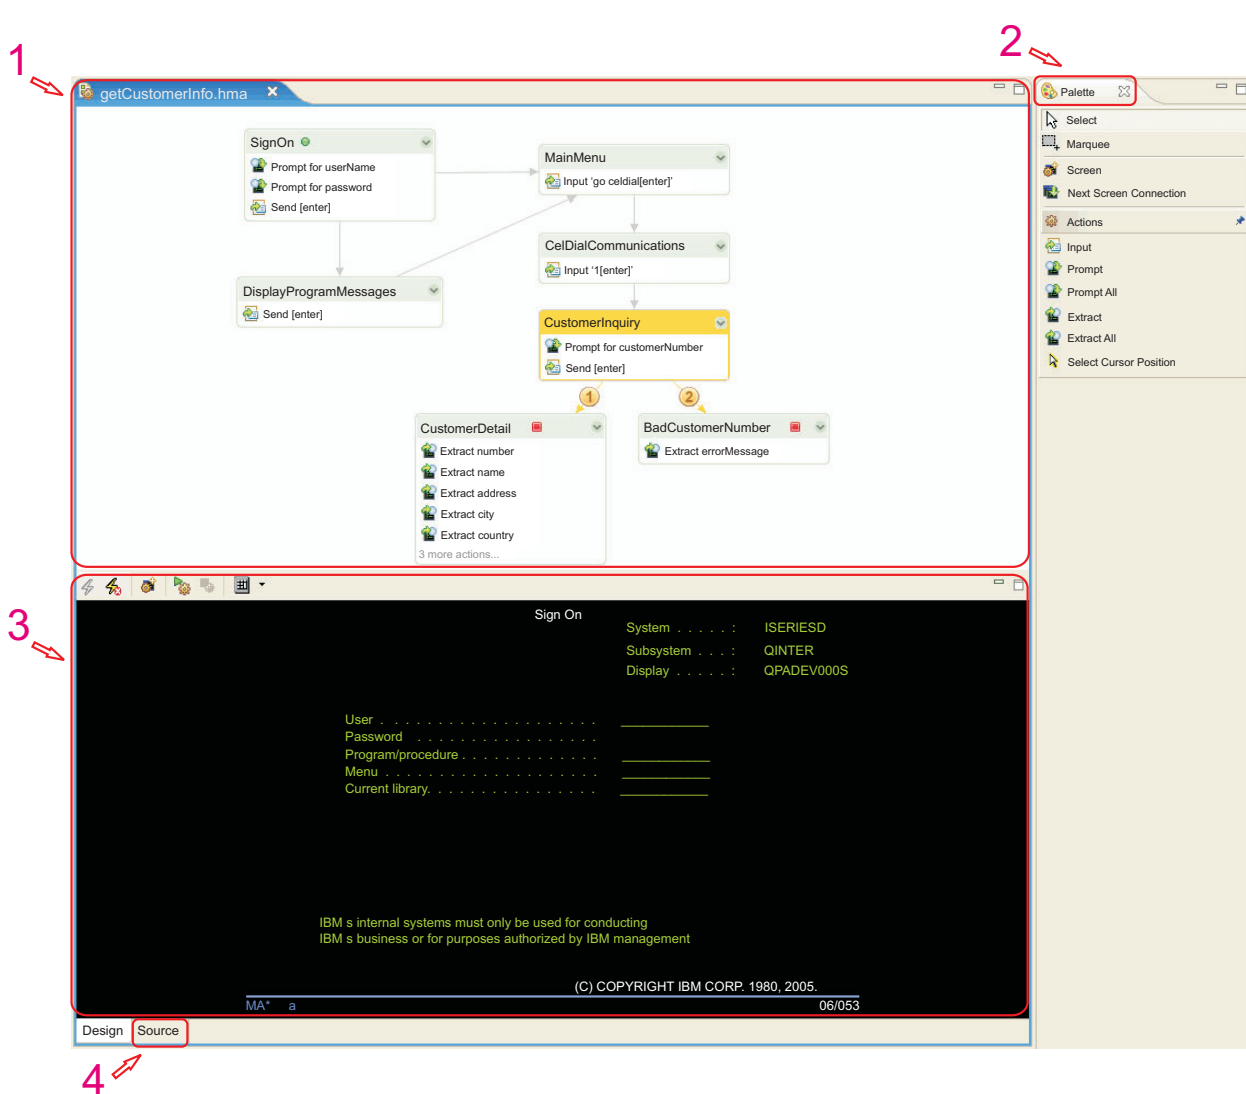 1
2
getCustomerInfo.hma
Palette
Select
Marquee
Screen
Next Screen Connection
Actions
Input
Prompt
Prompt All
Extract
Extract All
Select Cursor Position
SignOn
Prompt for userName
Prompt for password
Send [enter]
MainMenu
Input 'go celdial[enter]'
CelDialCommunications
Input '1[enter]'
DisplayProgramMessages
Send [enter]
CustomerInquiry
Prompt for customerNumber
Send [enter]
1
2
CustomerDetail
Extract number
Extract name
Extract address
Extract city
Extract country
3 more actions...
BadCustomerNumber
Extract errorMessage
3
Sign On
System . . . . . : ISERIESD
Subsystem . . . : QINTER
Display . . . . . : QPADEV000S
User . . . . . . . . . . . . . . . . . . . ____________
Password . . . . . . . . . . . . . . . .
Program/procedure . . . . . . . . . . . . ____________
Menu . . . . . . . . . . . . . . . . . . . ____________
Current library. . . . . . . . . . . . . . . ____________
IBM s internal systems must only be used for conducting
IBM s business or for purposes authorized by IBM management
(C) COPYRIGHT IBM CORP. 1980, 2005.
MA* a 06/053
Design Source
4